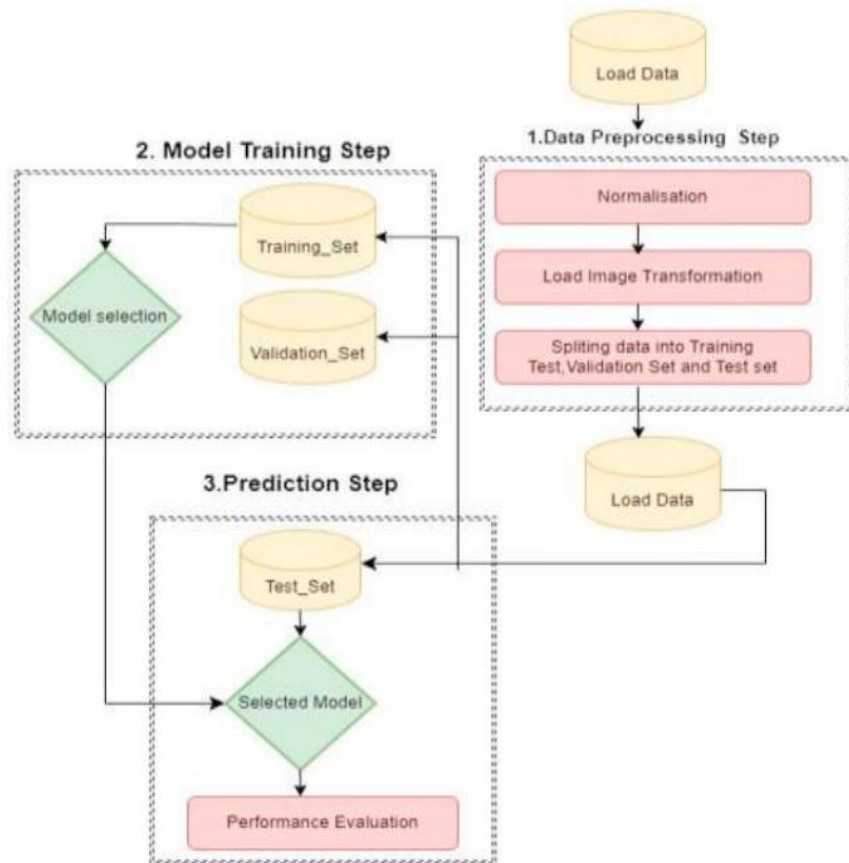 Load Data
1.Data Preprocessing Step
Normalisation
Load Image Transformation
Spliting data into Training
Test,Validation Set and Test set
Load Data
2. Model Training Step
Training_Set
Model selection
Validation_Set
3.Prediction Step
Test_Set
Selected Model
Performance Evaluation